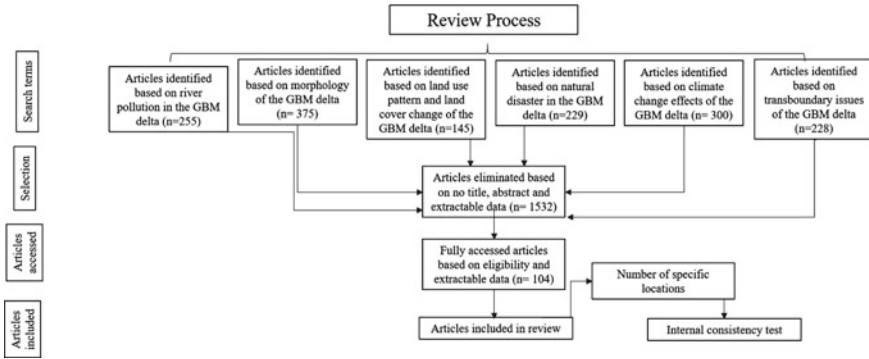 Review Process
Search terms
Articles identified
based on river
pollution in the GBM
delta (n=255)
Articles identified
based on morphology
of the GBM delta
(n= 375)
Articles identified
based on land use
pattern and land
cover change of the
GBM delta (n=145)
Articles identified
based on natural
disaster in the GBM
delta (n=229)
Articles identified
based on climate
change effects of the
GBM delta (n= 300)
Articles identified
based on
transboundary issues
of the GBM delta
(n=228)
Selection
Articles eliminated based
on no title, abstract and
extractable data (n= 1532)
Articles
accessed
Fully accessed articles
based on eligibility and
extractable data (n= 104)
Number of specific
locations
Articles
included
Articles included in review
Internal consistency test